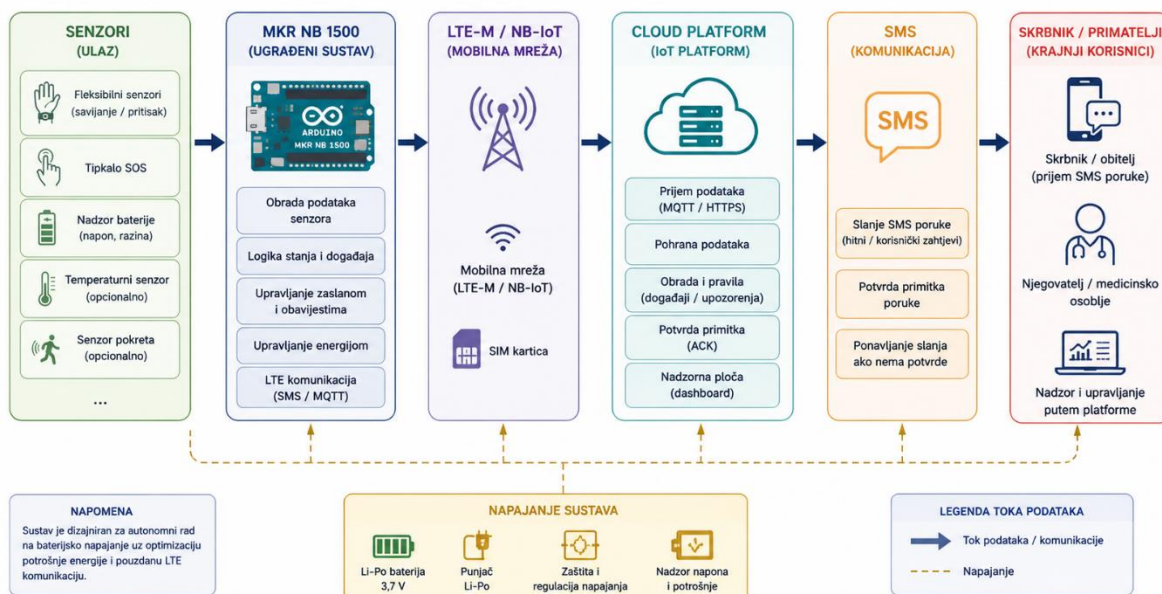 SENZORI
(ULAZ)
Fleksibilni senzori
(savijanje / pritisak)
Tipkalo SOS
Nadzor baterije
(napon, razina)
Temperaturni senzor
(opcionalno)
Senzor pokreta
(opcionalno)
...
MKR NB 1500
(UGRAĐENI SUSTAV)
ARDUINO
MKR NB 1500
Obrada podataka
senzora
Logika stanja i događaja
Upravljanje zaslanom
i obavijestima
Upravljanje energijom
LTE komunikacija
(SMS / MQTT)
LTE-M / NB-IoT
(MOBILNA MREŽA)
Mobilna mreža
(LTE-M / NB-IoT)
SIM kartica
CLOUD PLATFORM
(IoT PLATFORM)
Prijem podataka
(MQTT / HTTPS)
Pohrana podataka
Obrada i pravila
(događaji / upozorenja)
Potvrda primitka
(ACK)
Nadzorna ploča
(dashboard)
SMS
(KOMUNIKACIJA)
SMS
Slanje SMS poruke
(hitni / korisnički zahtjevi)
Potvrda primitka
poruke
Ponavljanje slanja
ako nema potvrde
SKRBNIK / PRIMATELJI
(KRAJNJI KORISNICI)
Skrbnik / obitelj
(prijem SMS poruke)
Njegovatelj / medicinsko
osoblje
Nadzor i upravljanje
putem platforme
NAPOMENA
Sustav je dizajniran za autonomni rad
na baterijsko napajanje uz optimizaciju
potrošnje energije i pouzdanu LTE
komunikaciju.
NAPAJANJE SUSTAVA
Li-Po baterija
3,7 V
Punjač
Li-Po
Zaštita i
regulacija napajanja
Nadzor napona
i potrošnje
LEGENDA TOKA PODATAKA
Tok podataka / komunikacije
Napajanje